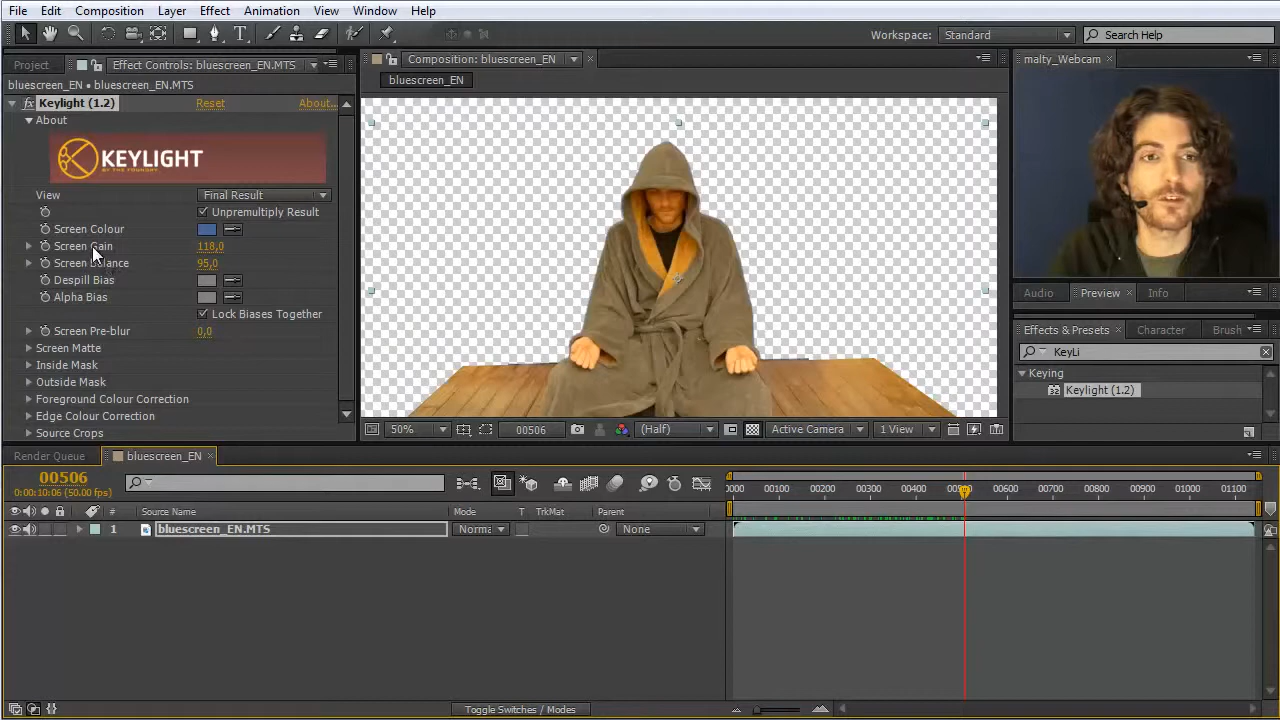 File Edit Composition Layer Effect Animation View Window Help
Workspace: Standard Search Help
Project Effect Controls: bluescreen_EN.MTS Composition: bluescreen_EN malty_Webcam
bluescreen_EN • bluescreen_EN.MTS bluescreen_EN
fx Keylight (1.2) Reset About...
About
KEYLIGHT
BY THE FOUNDRY
View Final Result
Unpremultiply Result
Screen Colour
Screen Gain 118,0
Screen Balance 95,0
Despill Bias
Alpha Bias
Lock Biases Together
Screen Pre-blur 0,0
Screen Matte
Inside Mask
Outside Mask
Foreground Colour Correction
Edge Colour Correction
Source Crops
Audio Preview Info
Effects & Presets Character Brush
KeyLi
Keying
32 Keylight (1.2)
50% 00506 (Half) Active Camera 1 View
Render Queue bluescreen_EN
00506
0:00:10:06 (50.00 fps)
0000 00100 00200 00300 00400 00500 00600 00700 00800 00900 01000 01100
# Source Name Mode T TrkMat Parent
1 bluescreen_EN.MTS Norma None
Toggle Switches / Modes